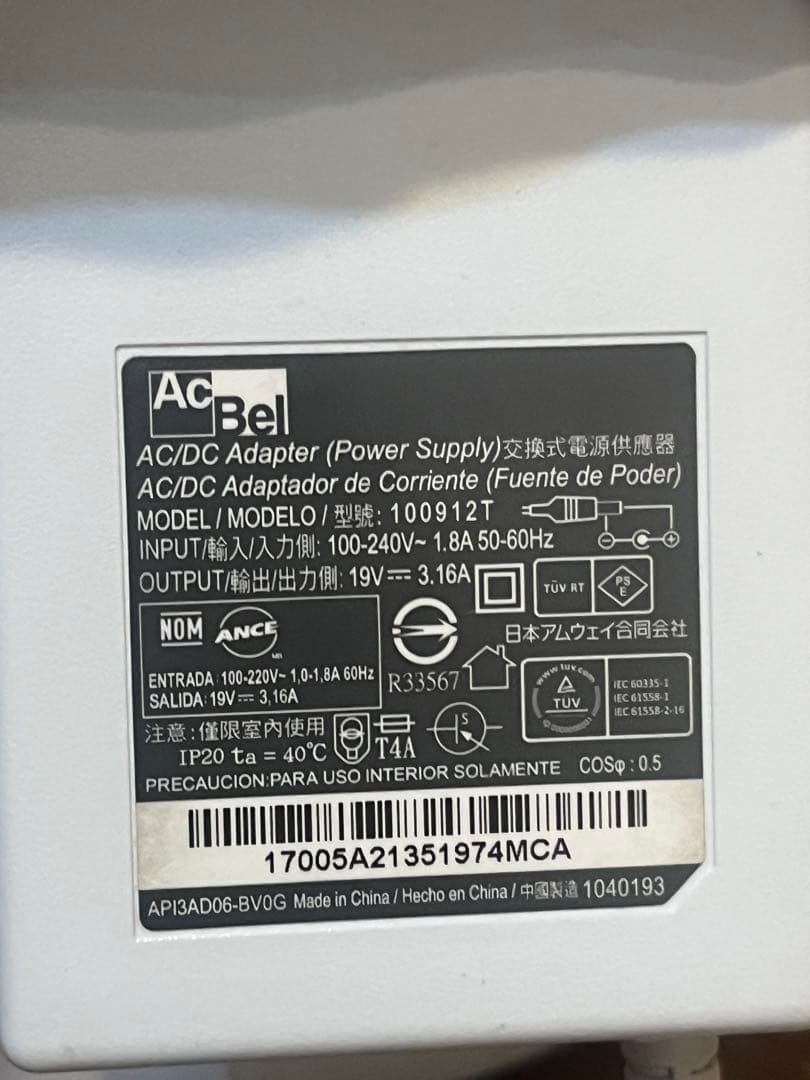 AcBel
AC/DC Adapter (Power Supply)交換式電源供應器
AC/DC Adaptador de Corriente (Fuente de Poder)
MODEL / MODELO / 型號: 100912T
INPUT/輸入/入力側: 100-240V~ 1.8A 50-60Hz
OUTPUT/輸出/出力側: 19V⎓ 3.16A
TÜV RT
PS E
NOM ANCE
日本アムウェイ合同会社
ENTRADA: 100-220V~ 1,0-1,8A 60Hz
SALIDA: 19V⎓ 3,16A
R33567
www.tuv.com
TÜV
IEC 60335-1
IEC 61558-1
IEC 61558-2-16
注意:僅限室內使用
IP20 ta = 40℃
T4A
S
PRECAUCION:PARA USO INTERIOR SOLAMENTE COSφ : 0.5
17005A21351974MCA
API3AD06-BV0G Made in China / Hecho en China / 中國製造 1040193